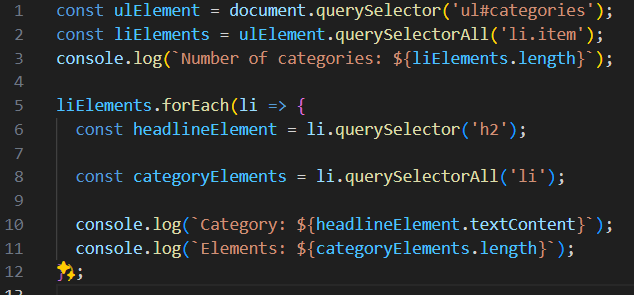 1 const ulElement = document.querySelector('ul#categories');
2 const liElements = ulElement.querySelectorAll('li.item');
3 console.log(`Number of categories: ${liElements.length}`);
4
5 liElements.forEach(li => {
6 const headlineElement = li.querySelector('h2');
7
8 const categoryElements = li.querySelectorAll('li');
9
10 console.log(`Category: ${headlineElement.textContent}`);
11 console.log(`Elements: ${categoryElements.length}`);
12 });
13